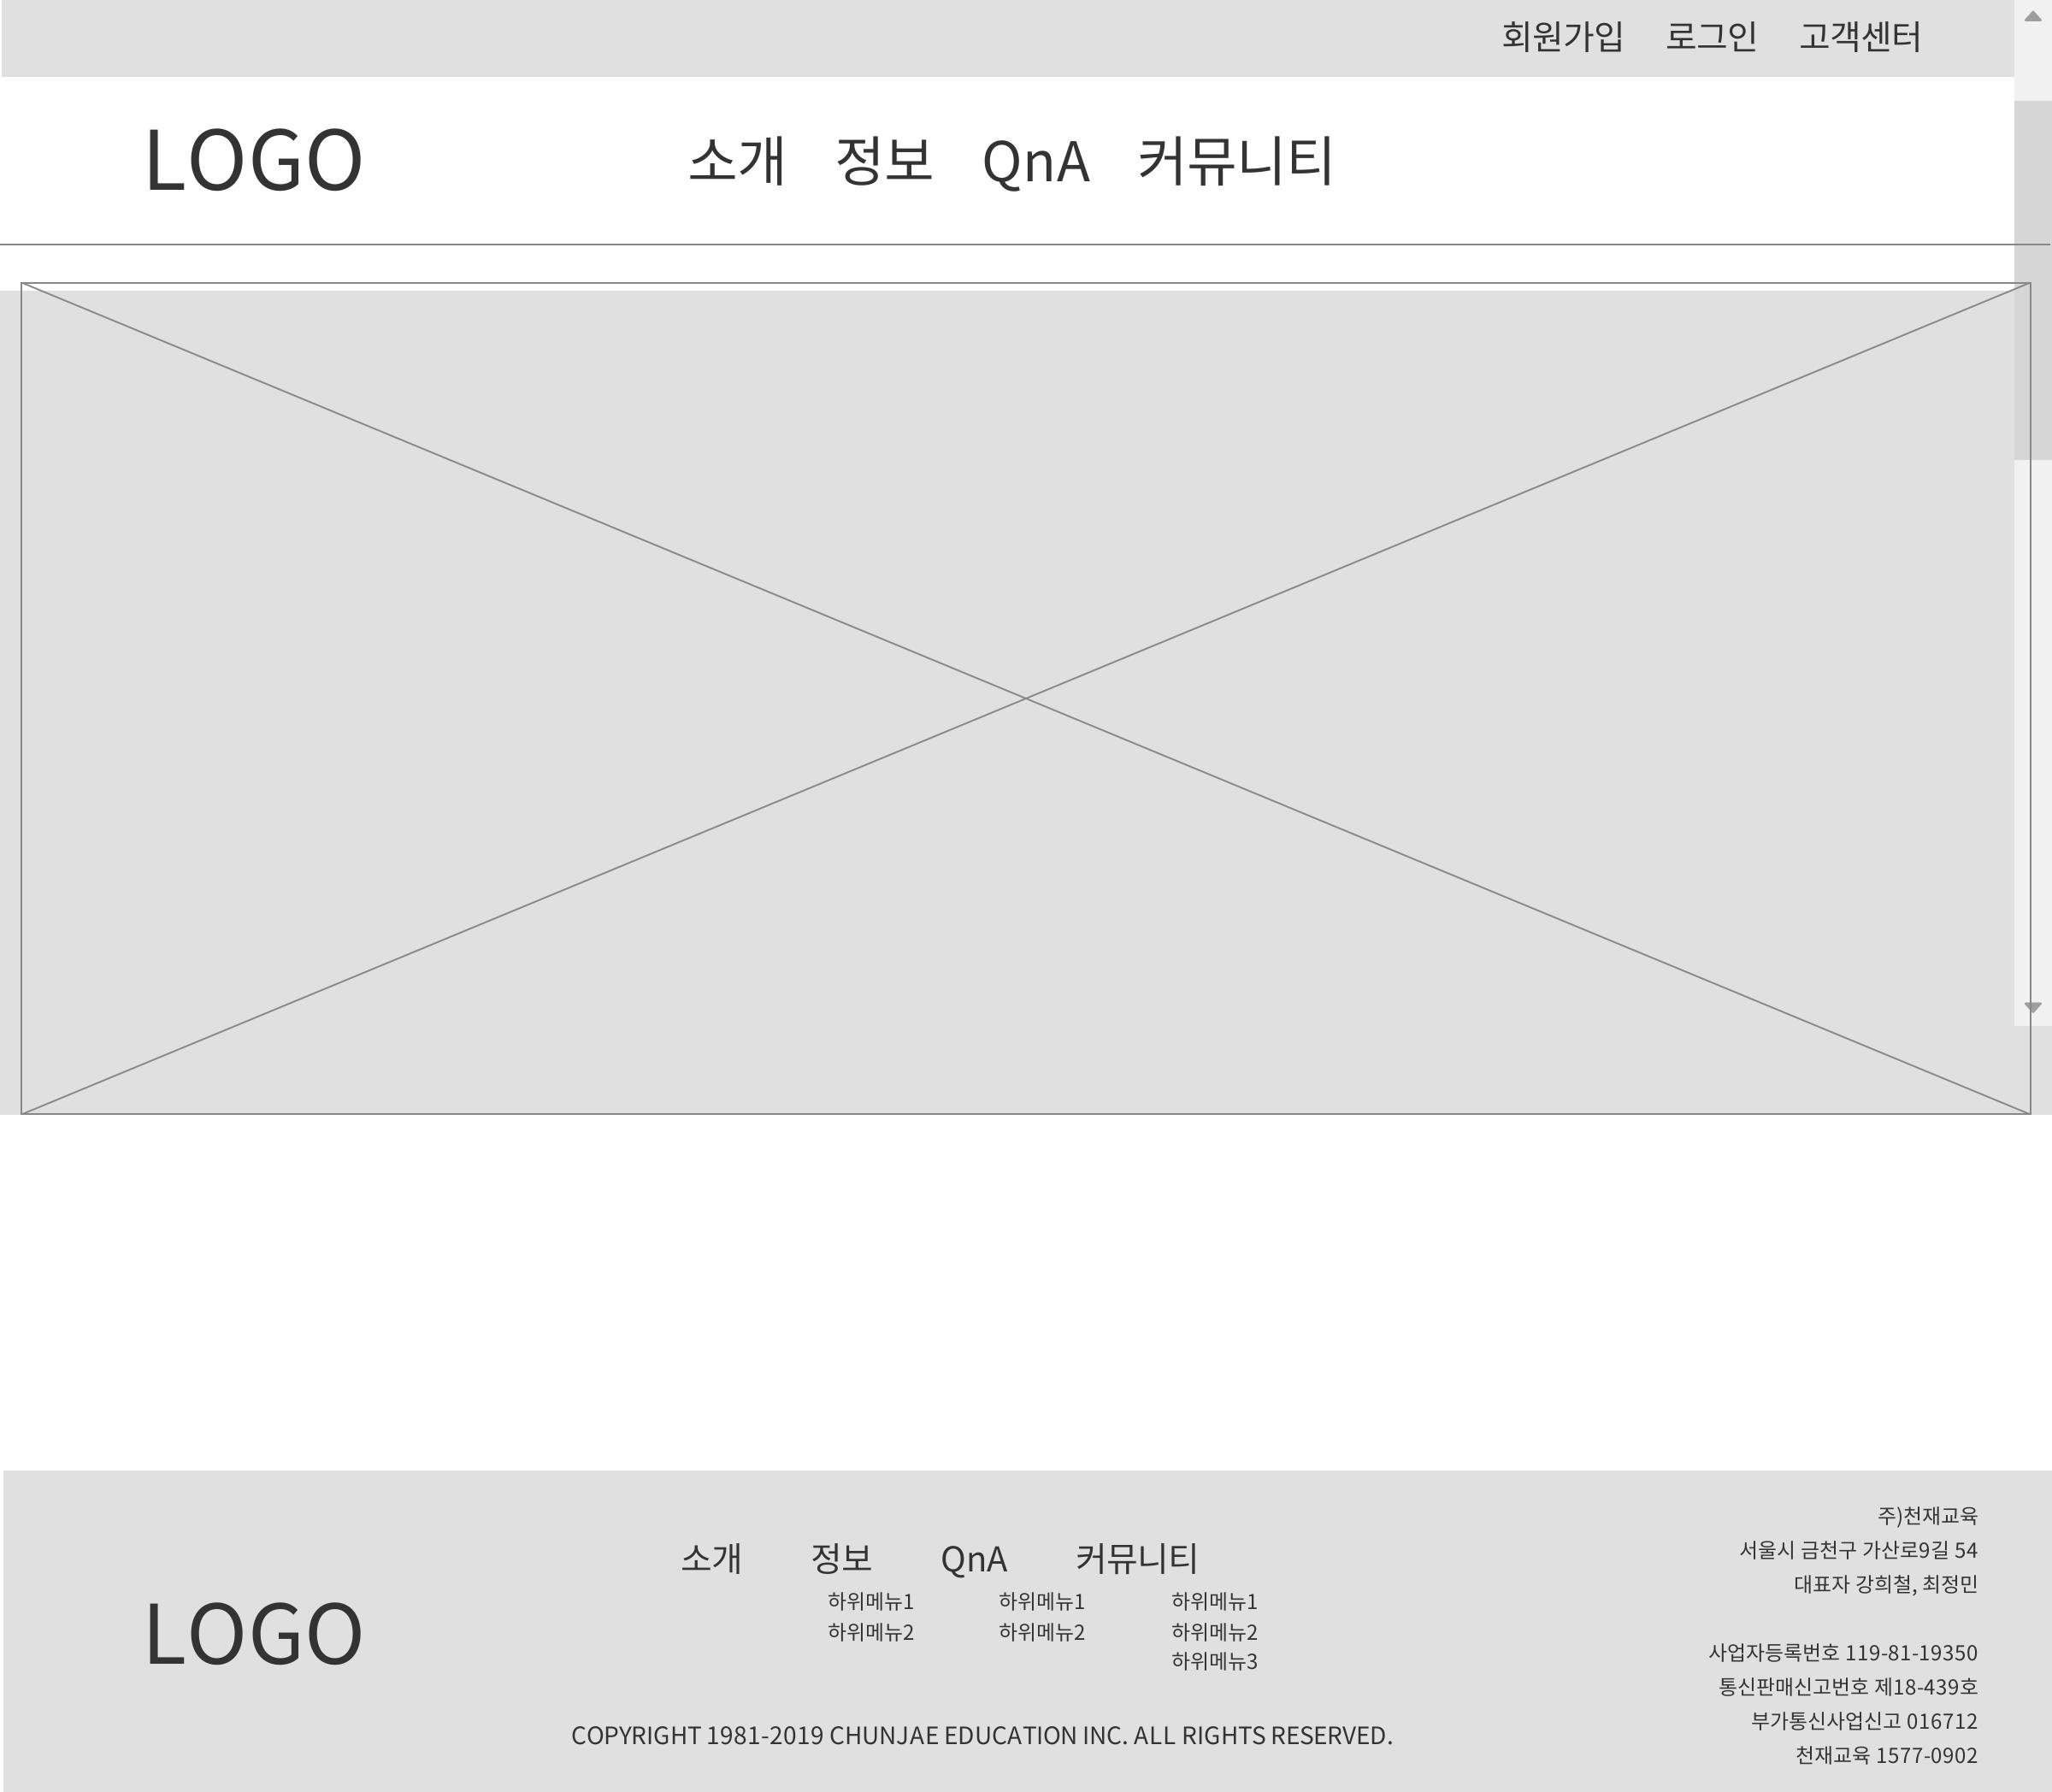 회원가입 로그인 고객센터
LOGO 소개 정보 QnA 커뮤니티
LOGO
소개 정보 QnA 커뮤니티
하위메뉴1 하위메뉴1 하위메뉴1
하위메뉴2 하위메뉴2 하위메뉴2
하위메뉴3
COPYRIGHT 1981-2019 CHUNJAE EDUCATION INC. ALL RIGHTS RESERVED.
주)천재교육
서울시 금천구 가산로9길 54
대표자 강희철, 최정민
사업자등록번호 119-81-19350
통신판매신고번호 제18-439호
부가통신사업신고 016712
천재교육 1577-0902